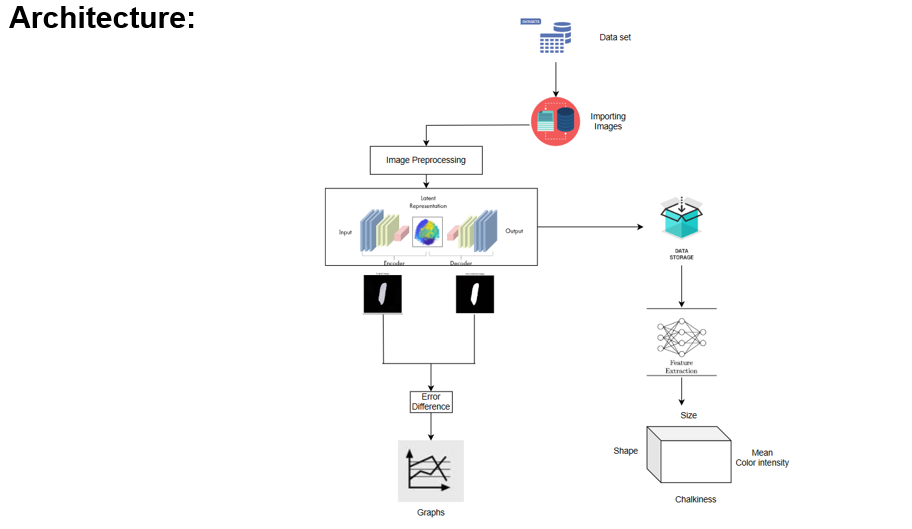 Architecture:
DATASETS
Data set
Importing
Images
Image Preprocessing
Latent
Representation
Input
Output
Encoder
Decoder
DATA
STORAGE
Feature
Extraction
Error
Difference
Size
Shape
Mean
Color intensity
Chalkiness
Graphs